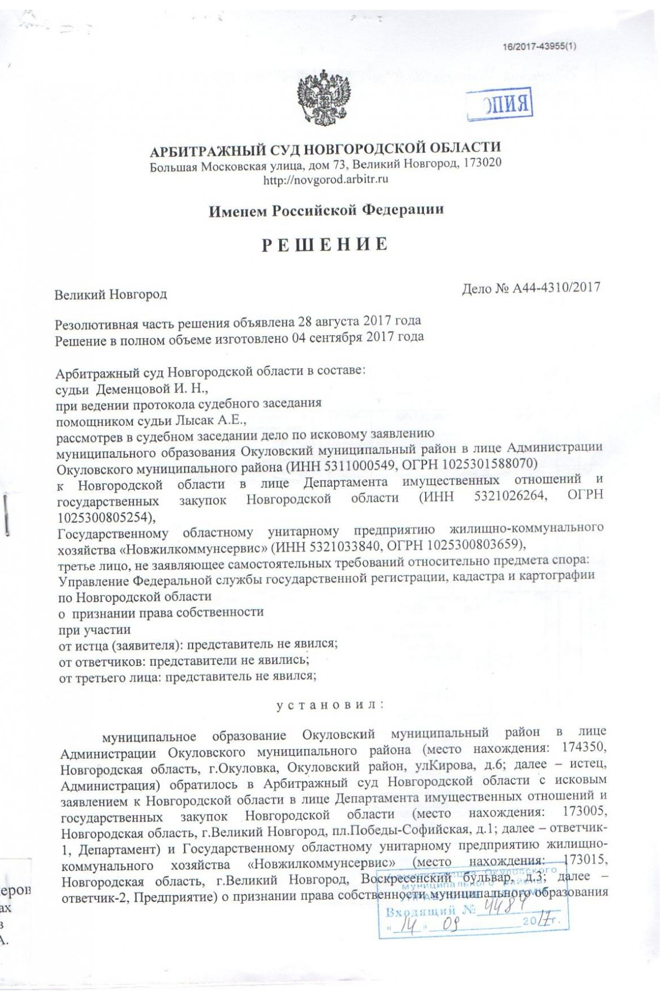 16/2017-43955(1)
ОПИЯ
АРБИТРАЖНЫЙ СУД НОВГОРОДСКОЙ ОБЛАСТИ
Большая Московская улица, дом 73, Великий Новгород, 173020
http://novgorod.arbitr.ru
Именем Российской Федерации
Р Е Ш Е Н И Е
Великий Новгород Дело № А44-4310/2017
Резолютивная часть решения объявлена 28 августа 2017 года
Решение в полном объеме изготовлено 04 сентября 2017 года
Арбитражный суд Новгородской области в составе:
судьи Деменцовой И. Н.,
при ведении протокола судебного заседания
помощником судьи Лысак А.Е.,
рассмотрев в судебном заседании дело по исковому заявлению
муниципального образования Окуловский муниципальный район в лице Администрации
Окуловского муниципального района (ИНН 5311000549, ОГРН 1025301588070)
к Новгородской области в лице Департамента имущественных отношений и
государственных закупок Новгородской области (ИНН 5321026264, ОГРН
1025300805254),
Государственному областному унитарному предприятию жилищно-коммунального
хозяйства «Новжилкоммунсервис» (ИНН 5321033840, ОГРН 1025300803659),
третье лицо, не заявляющее самостоятельных требований относительно предмета спора:
Управление Федеральной службы государственной регистрации, кадастра и картографии
по Новгородской области
о признании права собственности
при участии
от истца (заявителя): представитель не явился;
от ответчиков: представители не явились;
от третьего лица: представитель не явился;
у с т а н о в и л :
муниципальное образование Окуловский муниципальный район в лице
Администрации Окуловского муниципального района (место нахождения: 174350,
Новгородская область, г.Окуловка, Окуловский район, улКирова, д.6; далее – истец,
Администрация) обратилось в Арбитражный суд Новгородской области с исковым
заявлением к Новгородской области в лице Департамента имущественных отношений и
государственных закупок Новгородской области (место нахождения: 173005,
Новгородская область, г.Великий Новгород, пл.Победы-Софийская, д.1; далее – ответчик-
1, Департамент) и Государственному областному унитарному предприятию жилищно-
коммунального хозяйства «Новжилкоммунсервис» (место нахождения: 173015,
Новгородская область, г.Великий Новгород, Воскресенский бульвар, д.3; далее –
ответчик-2, Предприятие) о признании права собственности муниципального образования
Администрация Окуловского
муниципального района
Входящий № 4487
« 14 » 09 2017 г.
еров
ах
в
А.